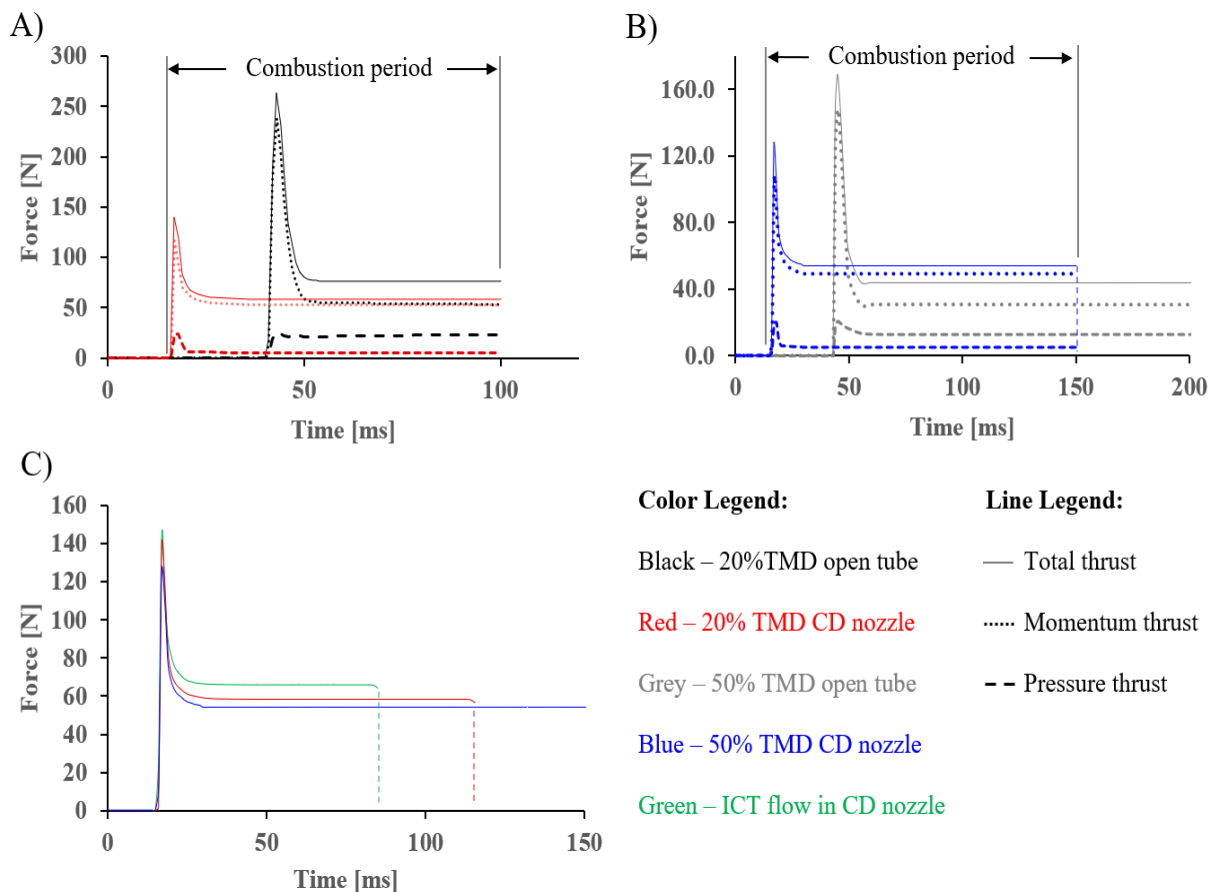 A)
Combustion period
300
250
200
150
100
50
0
Force [N]
0
50
100
Time [ms]
B)
Combustion period
160.0
120.0
80.0
40.0
0.0
Force [N]
0
50
100
150
200
Time [ms]
C)
160
140
120
100
80
60
40
20
0
Force [N]
0
50
100
150
Time [ms]
Color Legend:
Black – 20%TMD open tube
Red – 20% TMD CD nozzle
Grey – 50% TMD open tube
Blue – 50% TMD CD nozzle
Green – ICT flow in CD nozzle
Line Legend:
Total thrust
Momentum thrust
Pressure thrust